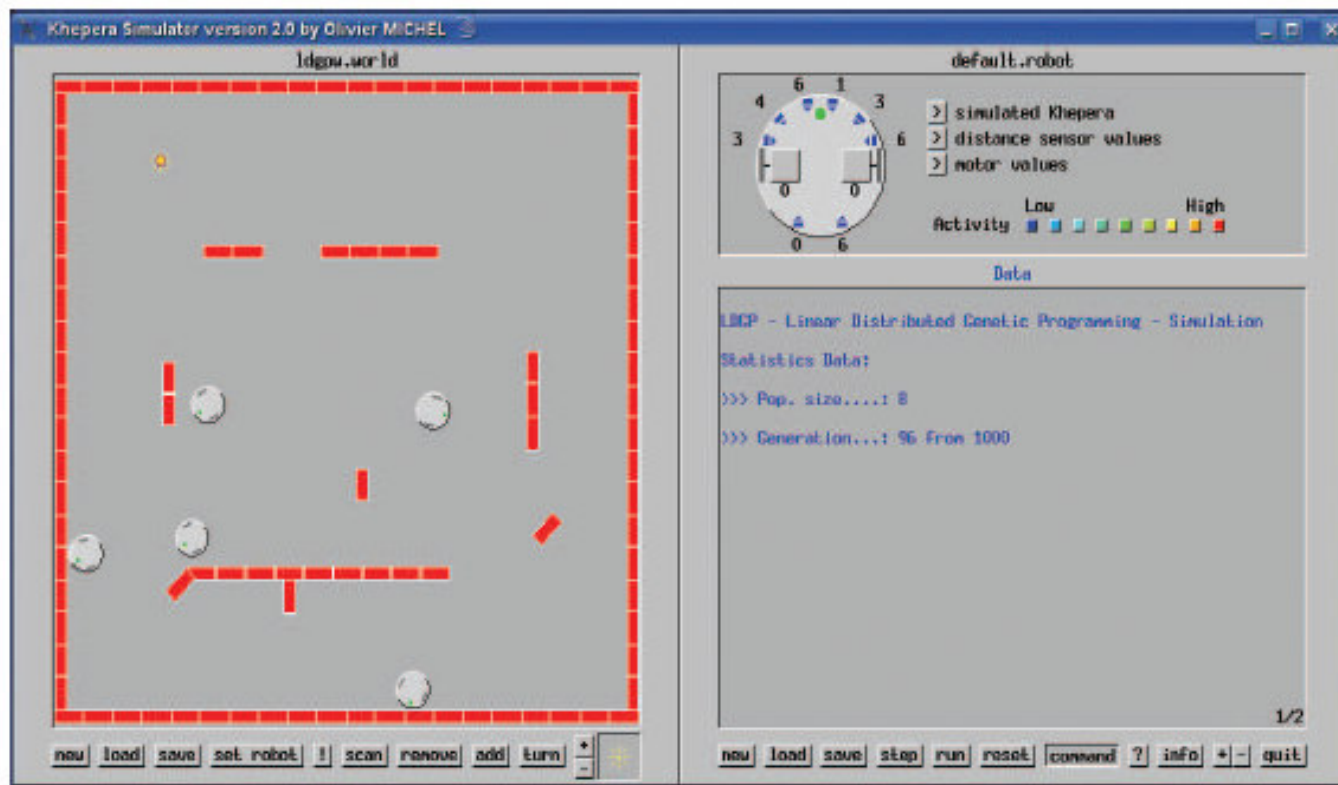 Khepera Simulator version 2.0 by Olivier MICHEL
ldgpw.world
new load save set robot ! scan remove add turn + -
default.robot
6 1
4 3
3 6
0 0
0 6
> simulated Khepera
> distance sensor values
> motor values
Low High
Activity
Data
LDGP - Linear Distributed Genetic Programming - Simulation
Statistics Data:
>>> Pop. size....: 8
>>> Generation...: 96 from 1000
1/2
new load save step run reset command ? info + - quit